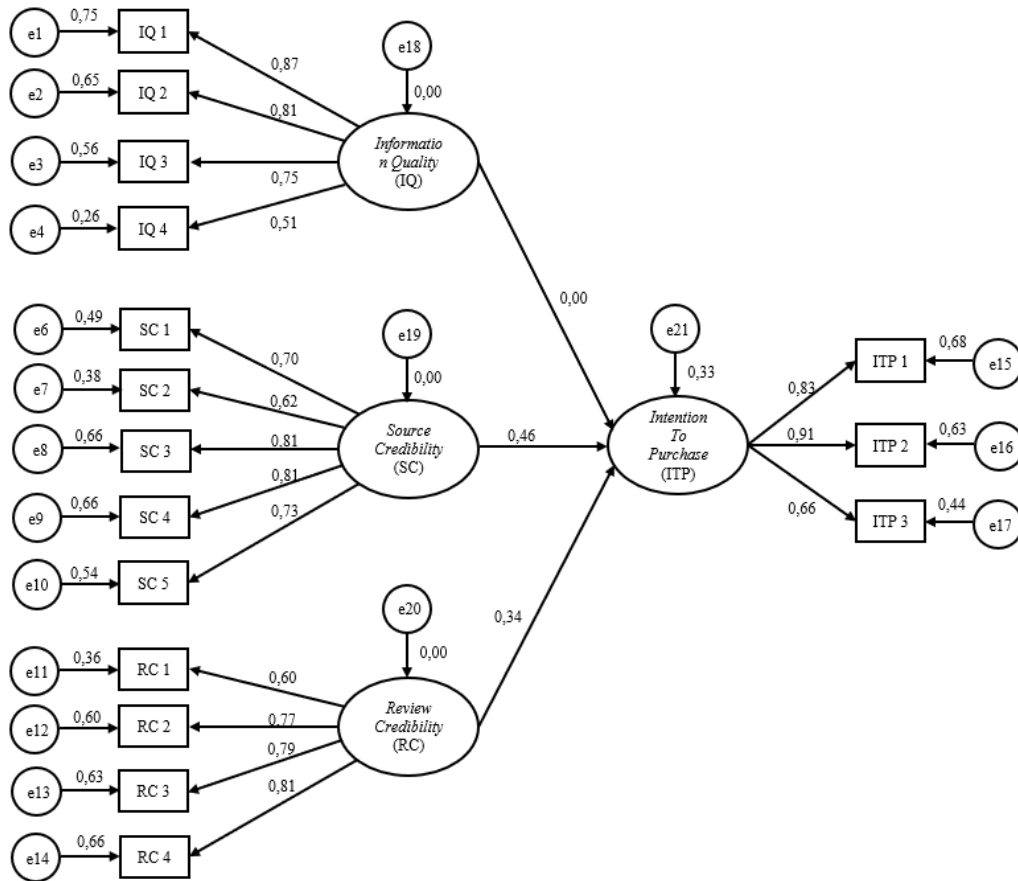 e1
0,75
IQ 1
e18
0,87
0,00
e2
0,65
IQ 2
0,81
Informatio
n Quality
(IQ)
e3
0,56
IQ 3
0,75
e4
0,26
IQ 4
0,51
0,00
e6
0,49
SC 1
e19
0,70
0,00
e7
0,38
SC 2
0,62
e8
0,66
SC 3
0,81
Source
Credibility
(SC)
0,46
e9
0,66
SC 4
0,81
0,73
e10
0,54
SC 5
e21
0,33
Intention
To
Purchase
(ITP)
0,83
ITP 1
0,68
e15
0,91
ITP 2
0,63
e16
0,66
ITP 3
0,44
e17
e20
0,00
0,34
e11
0,36
RC 1
0,60
e12
0,60
RC 2
0,77
Review
Credibility
(RC)
0,79
e13
0,63
RC 3
0,81
e14
0,66
RC 4